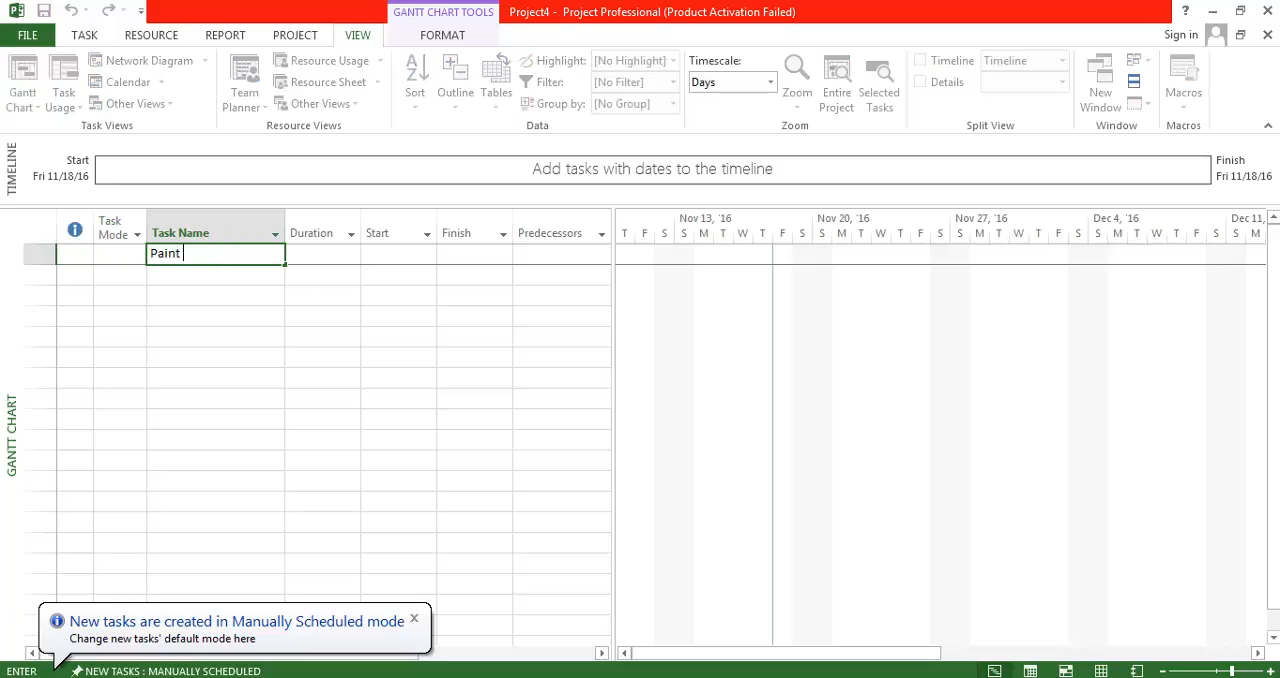 GANTT CHART TOOLS
Project4 - Project Professional (Product Activation Failed)
?
FILE TASK RESOURCE REPORT PROJECT VIEW FORMAT
Sign in
Gantt Chart
Task Usage
Network Diagram
Calendar
Other Views
Task Views
Team Planner
Resource Usage
Resource Sheet
Other Views
Resource Views
Sort
Outline
Tables
Highlight: [No Highlight]
Filter: [No Filter]
Group by: [No Group]
Data
Timescale:
Days
Zoom
Entire Project
Selected Tasks
Zoom
Timeline Timeline
Details
Split View
New Window
Window
Macros
Macros
TIMELINE
Start
Fri 11/18/16
Add tasks with dates to the timeline
Finish
Fri 11/18/16
Task Mode
Task Name
Duration
Start
Finish
Predecessors
Nov 13, '16 Nov 20, '16 Nov 27, '16 Dec 4, '16 Dec 11,
T F S S M T W T F S S M T W T F S S M T W T F S S M T W T F S S M
Paint
GANTT CHART
New tasks are created in Manually Scheduled mode
Change new tasks' default mode here
ENTER
NEW TASKS : MANUALLY SCHEDULED